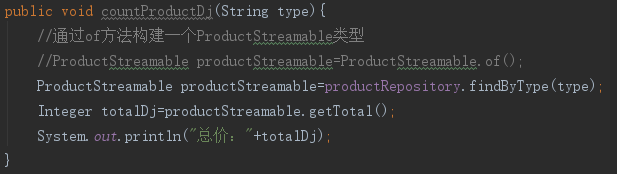 public void countProductDj(String type){
//通过of方法构建一个ProductStreamable类型
//ProductStreamable productStreamable=ProductStreamable.of();
ProductStreamable productStreamable=productRepository.findByType(type);
Integer totalDj=productStreamable.getTotal();
System.out.println("总价："+totalDj);
}